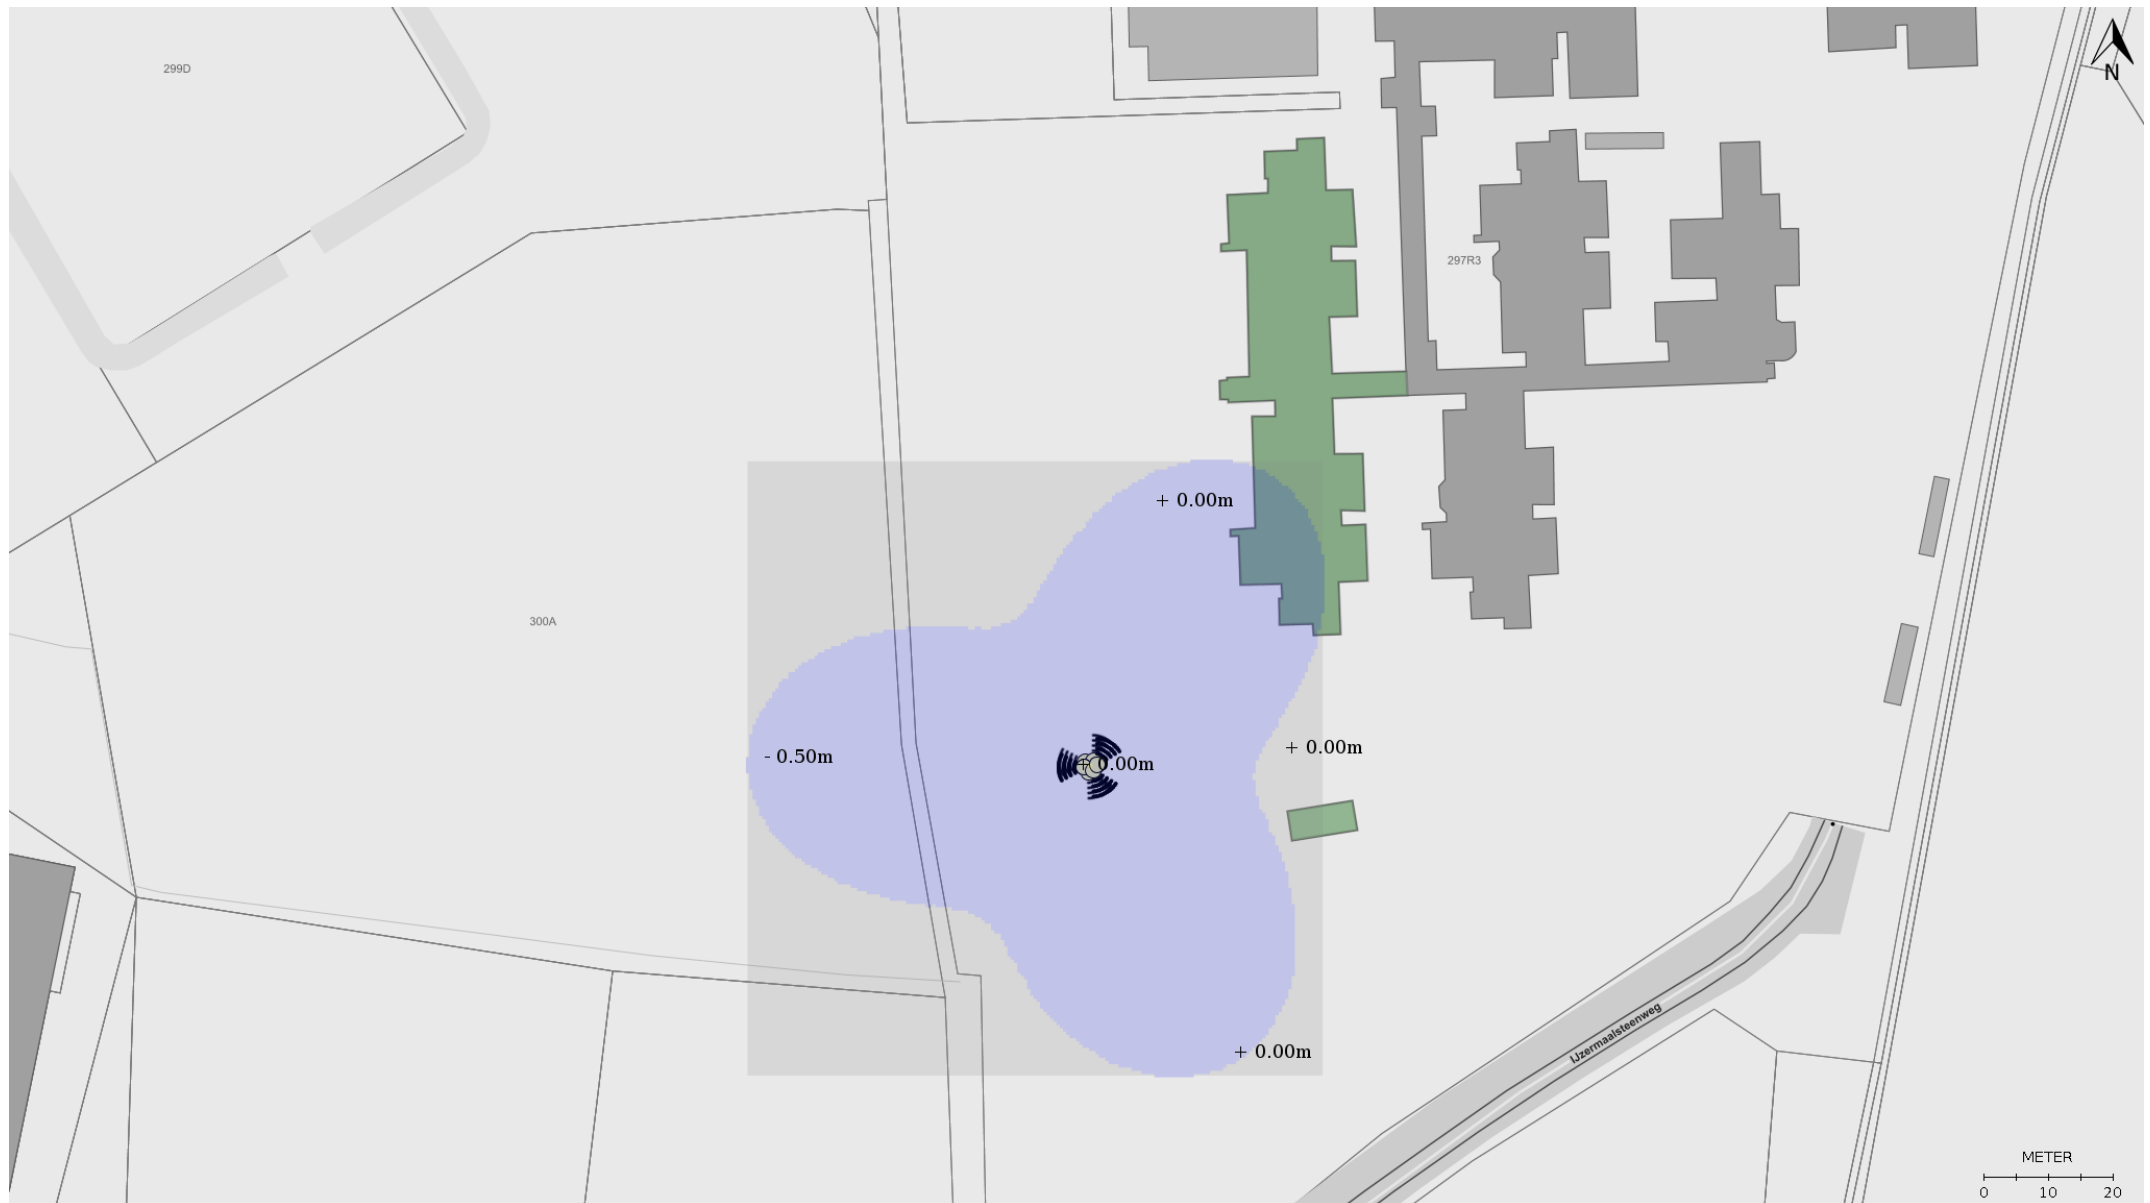 299D
N
297R3
+ 0.00m
300A
+ 0.00m
- 0.50m
+ 0.00m
+ 0.00m
IJzermaalsteenweg
METER
0 10 20